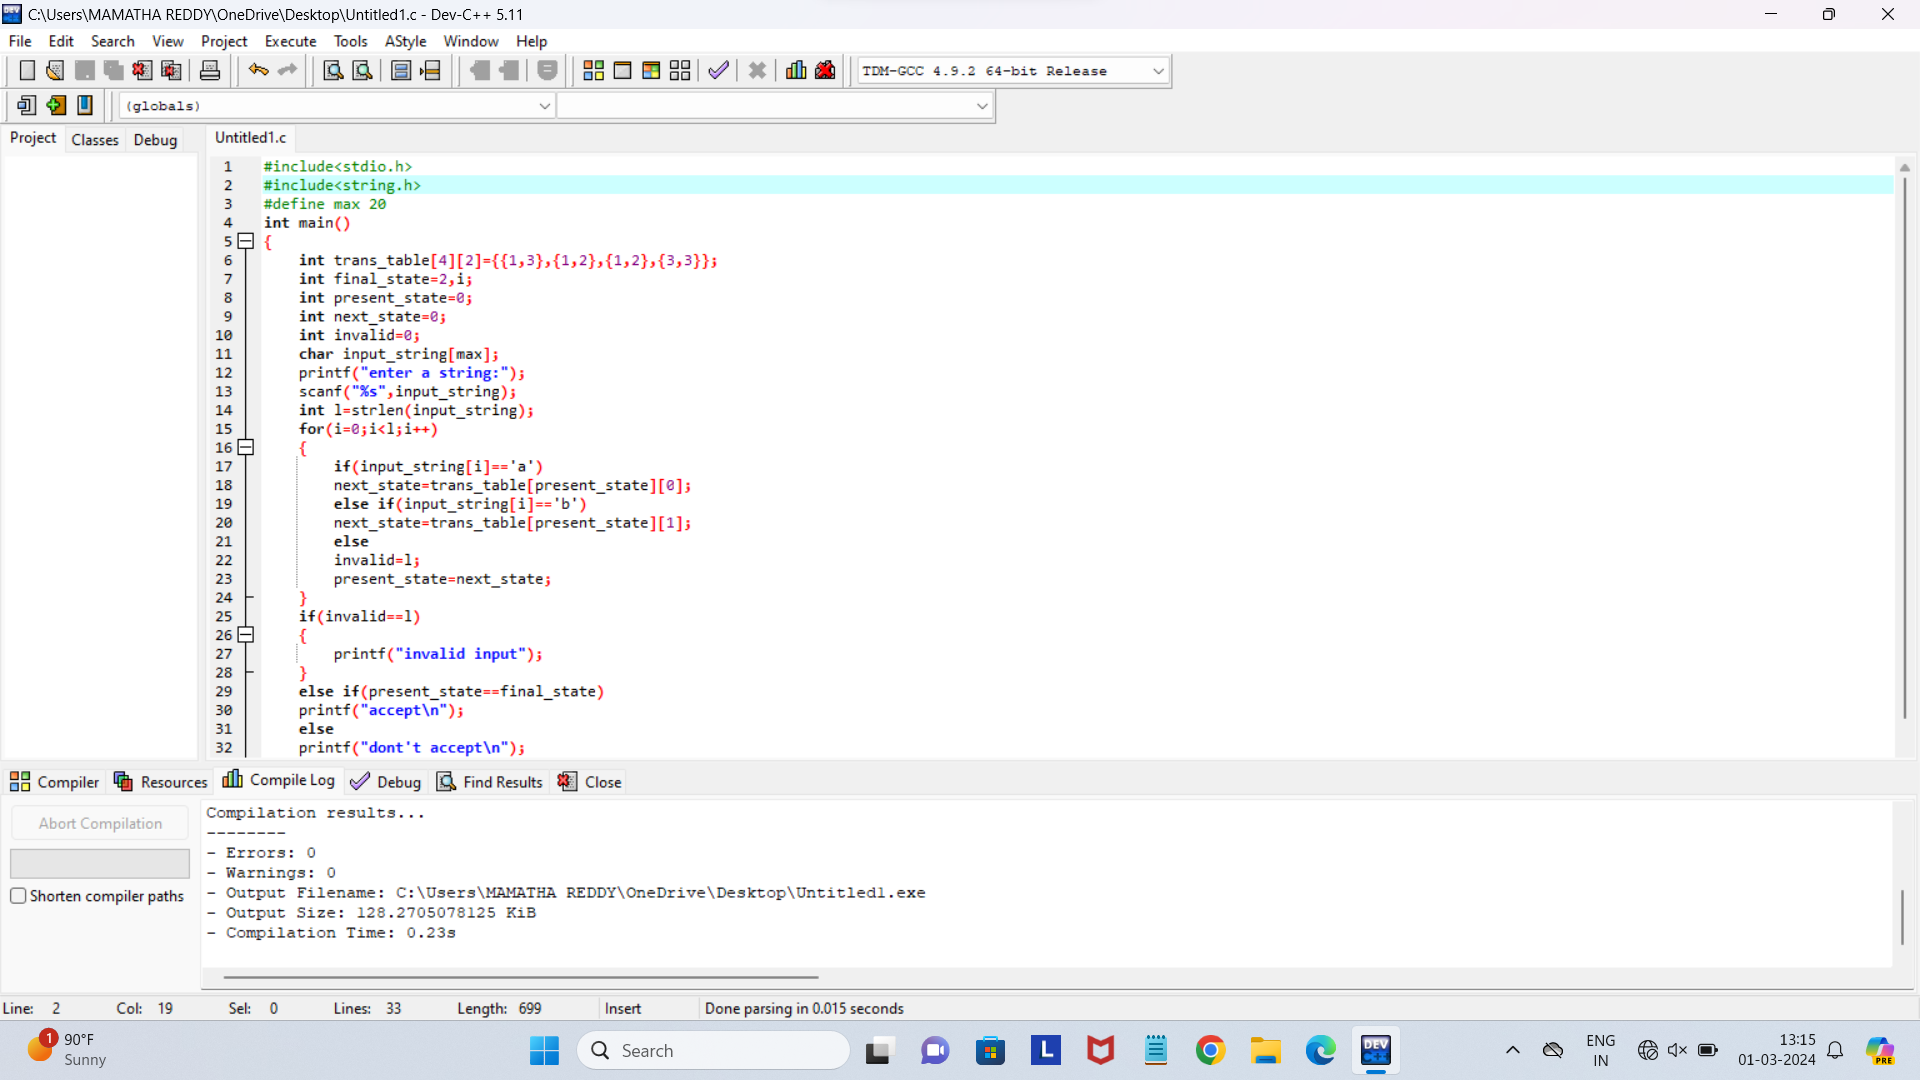 C:\Users\MAMATHA REDDY\OneDrive\Desktop\Untitled1.c - Dev-C++ 5.11
File Edit Search View Project Execute Tools AStyle Window Help
TDM-GCC 4.9.2 64-bit Release
(globals)
Project Classes Debug
Untitled1.c
1 #include<stdio.h>
2 #include<string.h>
3 #define max 20
4 int main()
5 {
6 int trans_table[4][2]={{1,3},{1,2},{1,2},{3,3}};
7 int final_state=2,i;
8 int present_state=0;
9 int next_state=0;
10 int invalid=0;
11 char input_string[max];
12 printf("enter a string:");
13 scanf("%s",input_string);
14 int l=strlen(input_string);
15 for(i=0;i<l;i++)
16 {
17 if(input_string[i]=='a')
18 next_state=trans_table[present_state][0];
19 else if(input_string[i]=='b')
20 next_state=trans_table[present_state][1];
21 else
22 invalid=l;
23 present_state=next_state;
24 }
25 if(invalid==l)
26 {
27 printf("invalid input");
28 }
29 else if(present_state==final_state)
30 printf("accept\n");
31 else
32 printf("dont't accept\n");
Compiler Resources Compile Log Debug Find Results Close
Abort Compilation
Shorten compiler paths
Compilation results...
--------
- Errors: 0
- Warnings: 0
- Output Filename: C:\Users\MAMATHA REDDY\OneDrive\Desktop\Untitled1.exe
- Output Size: 128.2705078125 KiB
- Compilation Time: 0.23s
Line: 2 Col: 19 Sel: 0 Lines: 33 Length: 699 Insert Done parsing in 0.015 seconds
1
90°F
Sunny
Search
L
DEV C++
ENG
IN
13:15
01-03-2024
PRE